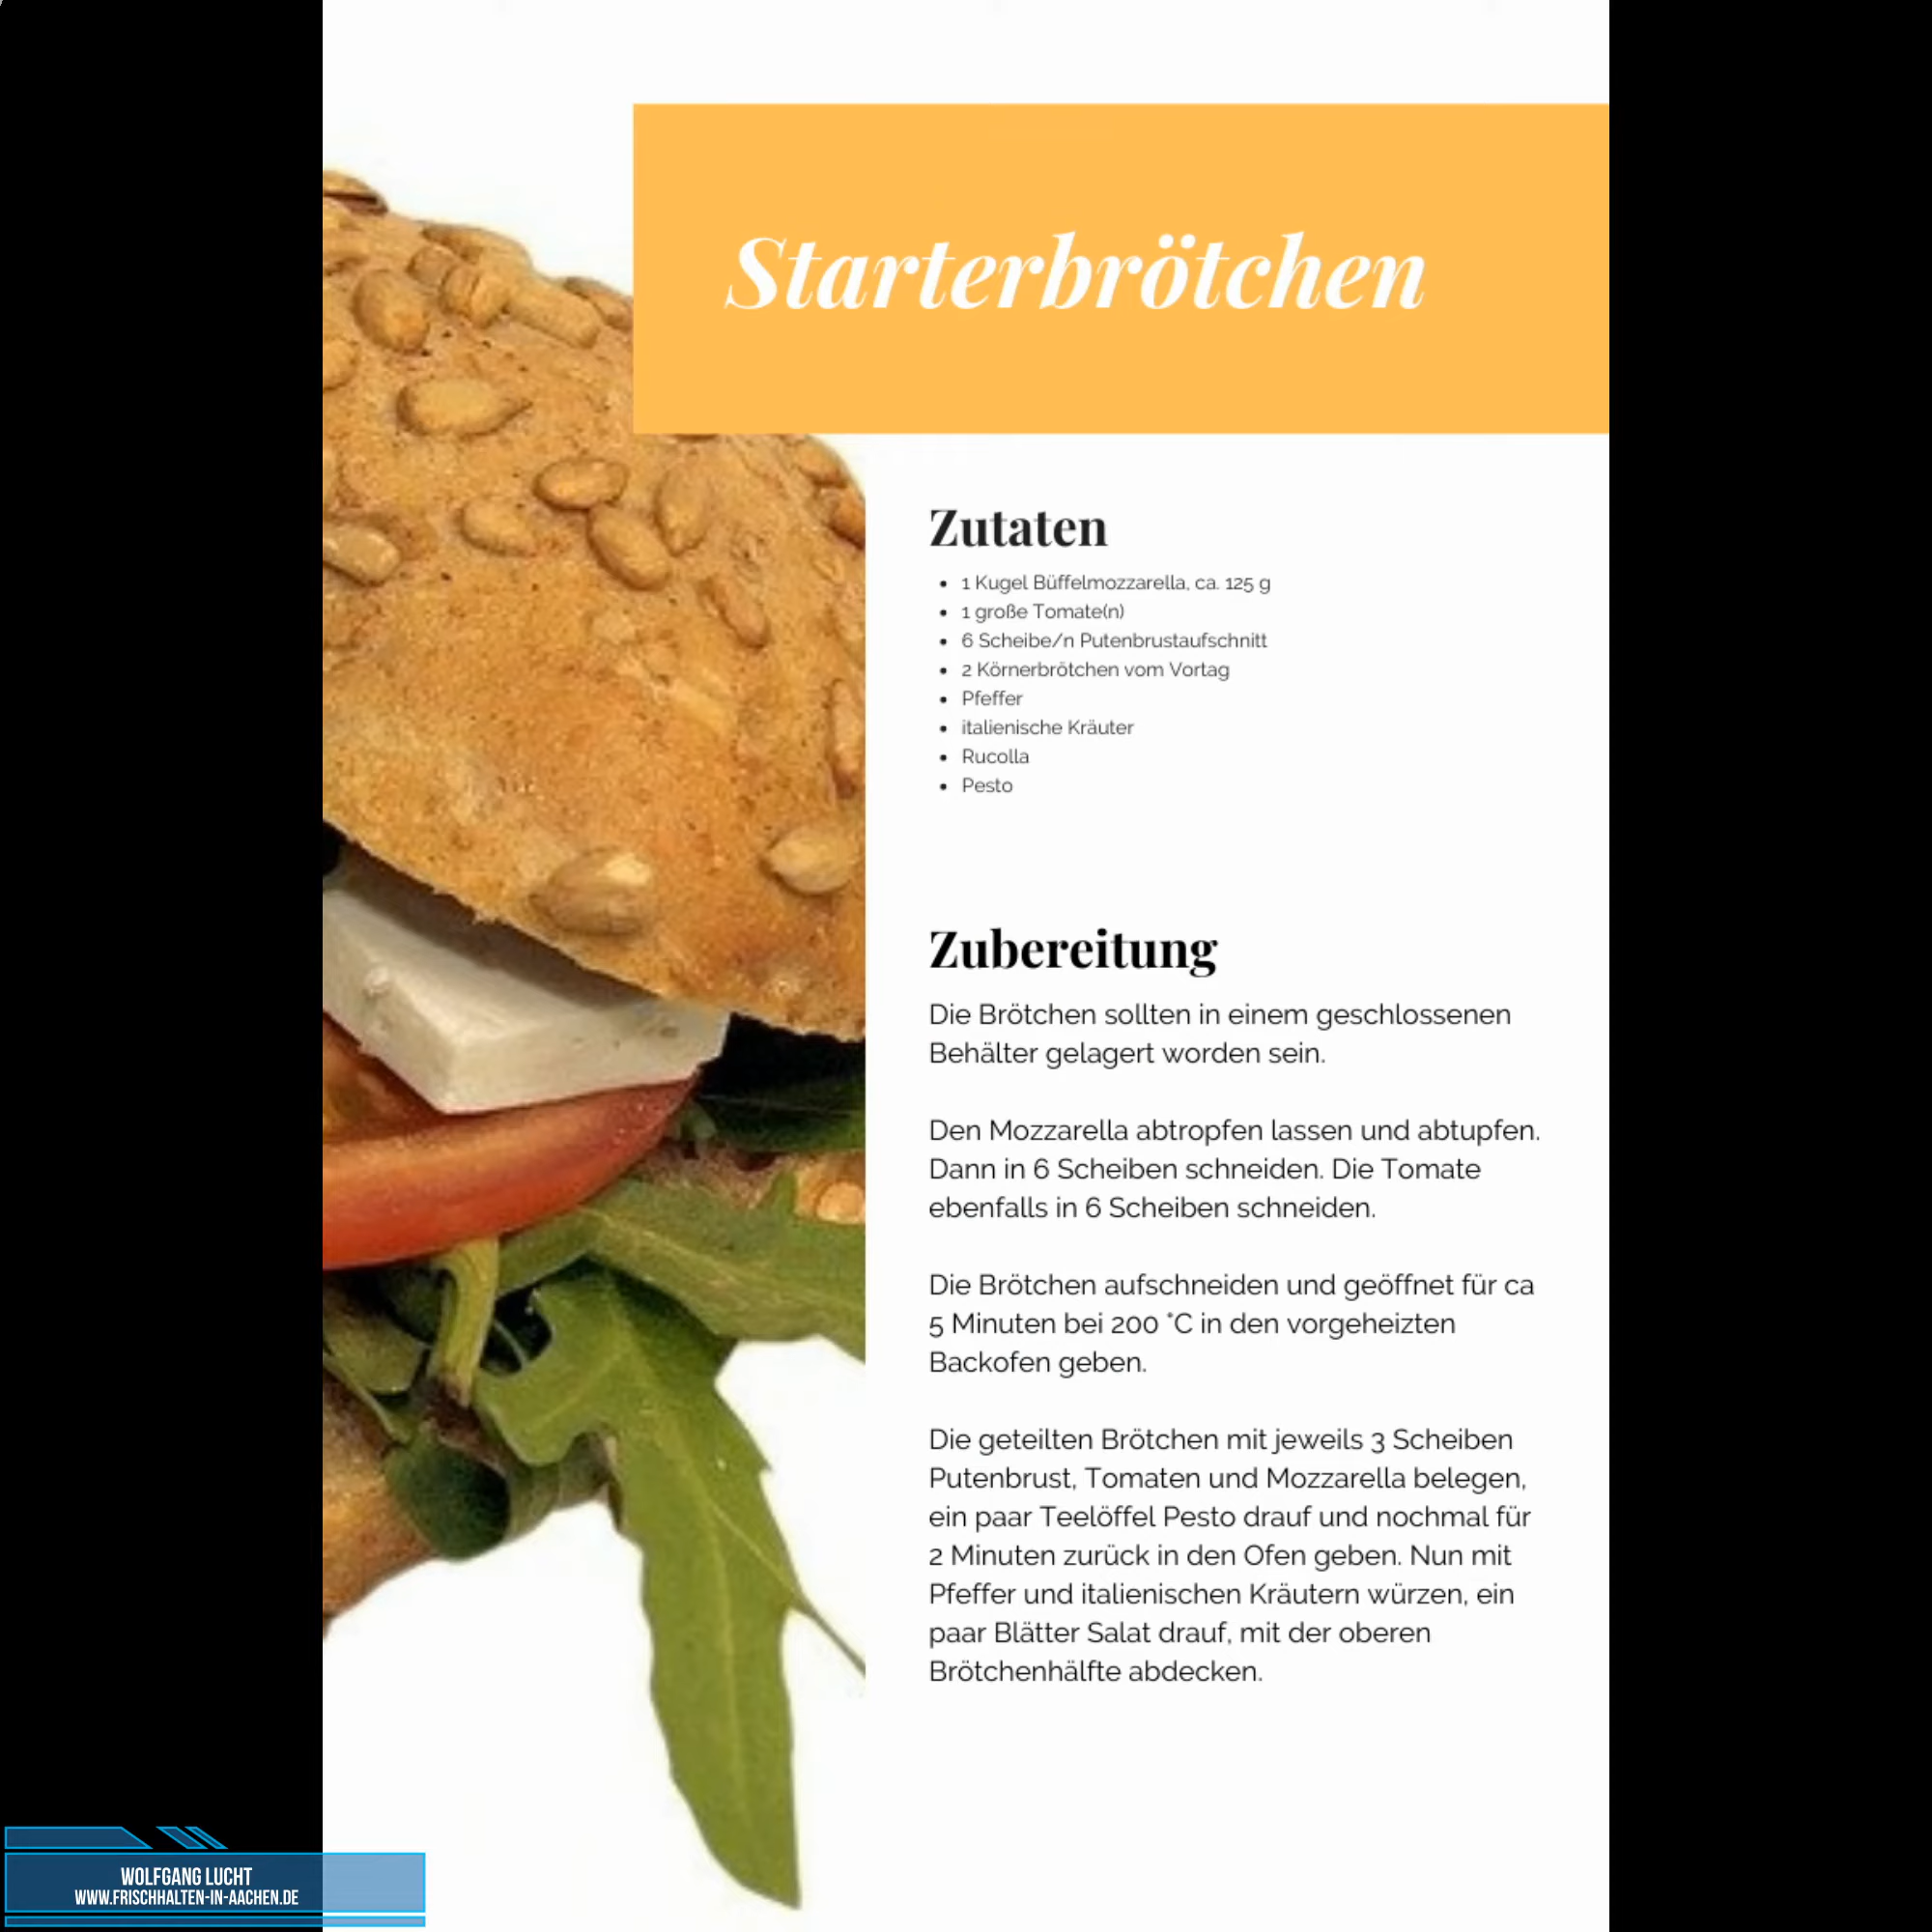 Starterbrötchen
Zutaten
• 1 Kugel Büffelmozzarella, ca. 125 g
• 1 große Tomate(n)
• 6 Scheibe/n Putenbrustaufschnitt
• 2 Körnerbrötchen vom Vortag
• Pfeffer
• italienische Kräuter
• Rucolla
• Pesto
Zubereitung
Die Brötchen sollten in einem geschlossenen
Behälter gelagert worden sein.
Den Mozzarella abtropfen lassen und abtupfen.
Dann in 6 Scheiben schneiden. Die Tomate
ebenfalls in 6 Scheiben schneiden.
Die Brötchen aufschneiden und geöffnet für ca
5 Minuten bei 200 °C in den vorgeheizten
Backofen geben.
Die geteilten Brötchen mit jeweils 3 Scheiben
Putenbrust, Tomaten und Mozzarella belegen,
ein paar Teelöffel Pesto drauf und nochmal für
2 Minuten zurück in den Ofen geben. Nun mit
Pfeffer und italienischen Kräutern würzen, ein
paar Blätter Salat drauf, mit der oberen
Brötchenhälfte abdecken.
WOLFGANG LUCHT
WWW.FRISCHHALTEN-IN-AACHEN.DE